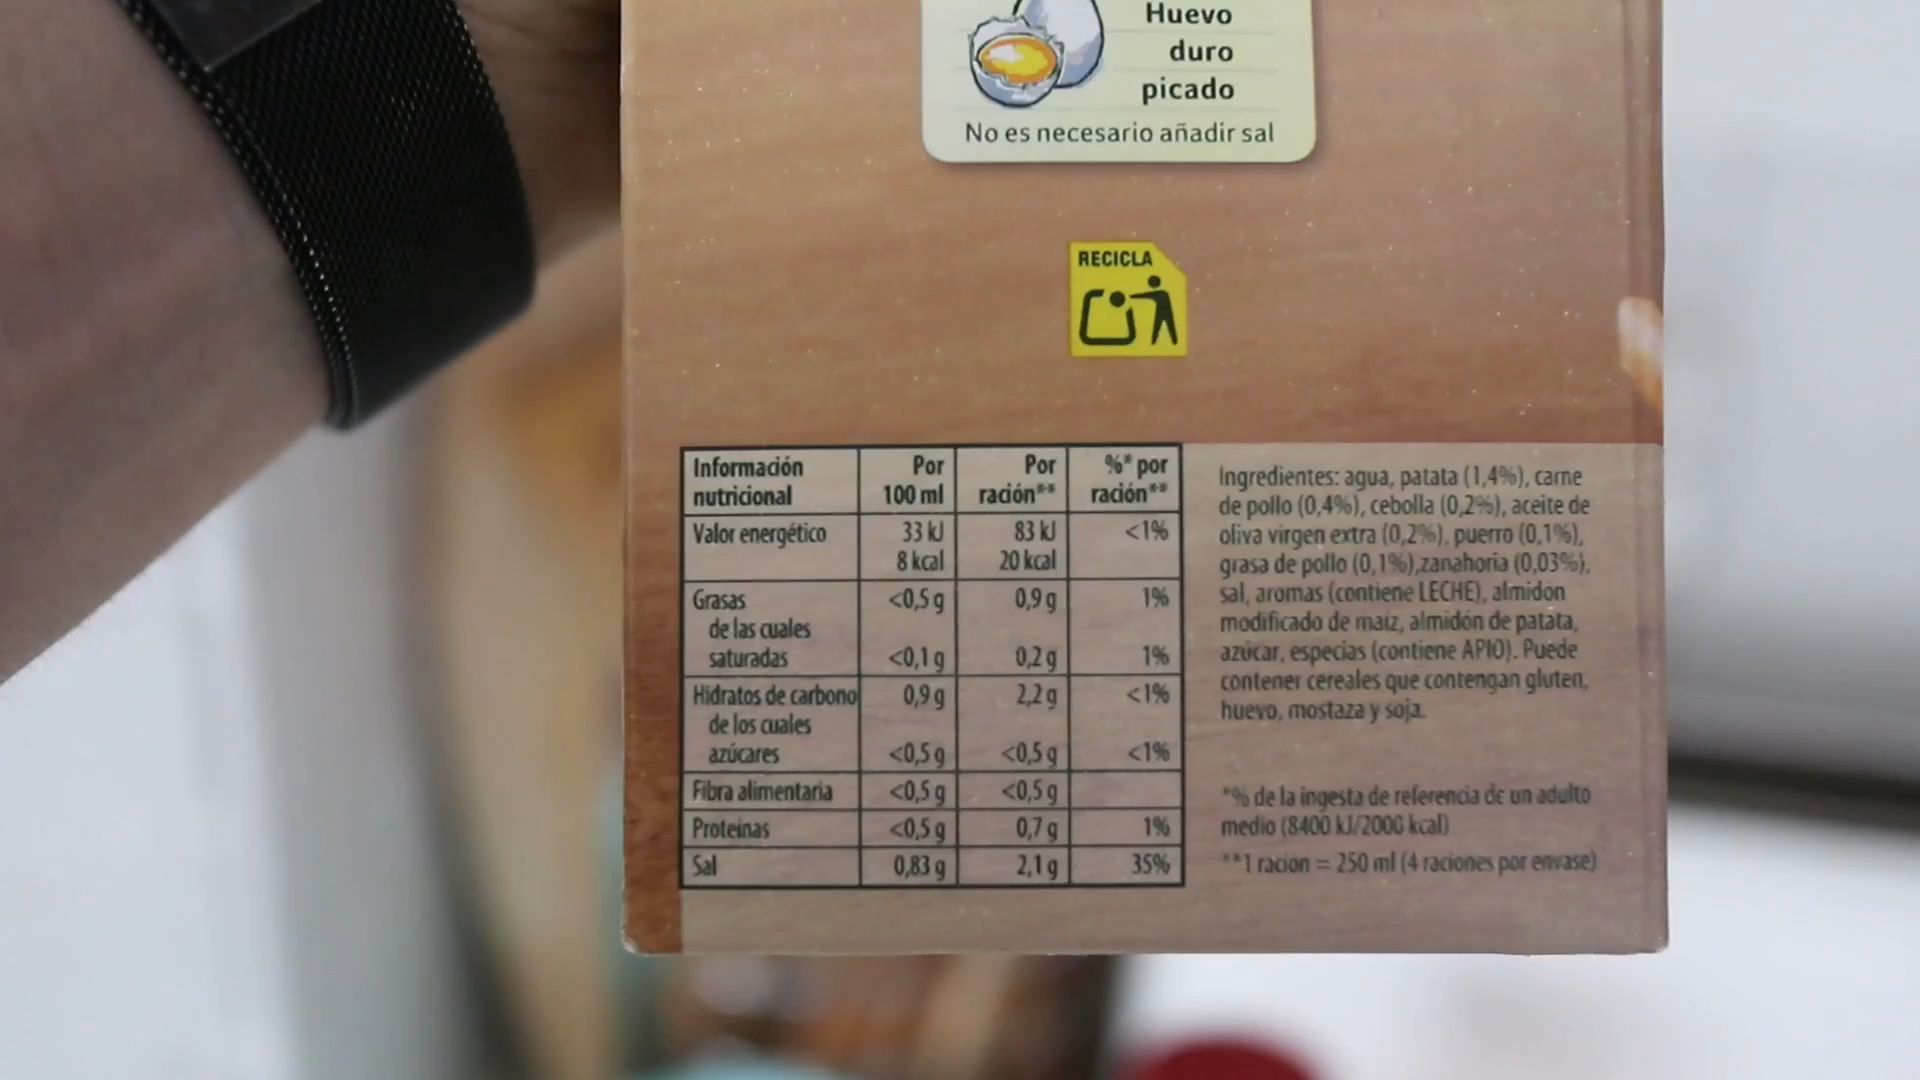 Huevo
duro
picado
No es necesario añadir sal
RECICLA
Información nutricional | Por 100 ml | Por ración** | %* por ración**
Valor energético | 33 kJ 8 kcal | 83 kJ 20 kcal | <1%
Grasas | <0,5 g | 0,9 g | 1%
de las cuales saturadas | <0,1 g | 0,2 g | 1%
Hidratos de carbono | 0,9 g | 2,2 g | <1%
de los cuales azúcares | <0,5 g | <0,5 g | <1%
Fibra alimentaria | <0,5 g | <0,5 g
Proteínas | <0,5 g | 0,7 g | 1%
Sal | 0,83 g | 2,1 g | 35%
Ingredientes: agua, patata (1,4%), carne
de pollo (0,4%), cebolla (0,2%), aceite de
oliva virgen extra (0,2%), puerro (0,1%),
grasa de pollo (0,1%),zanahoria (0,03%),
sal, aromas (contiene LECHE), almidón
modificado de maíz, almidón de patata,
azúcar, especias (contiene APIO). Puede
contener cereales que contengan gluten,
huevo, mostaza y soja.
*% de la ingesta de referencia de un adulto
medio (8400 kJ/2000 kcal)
**1 ración = 250 ml (4 raciones por envase)